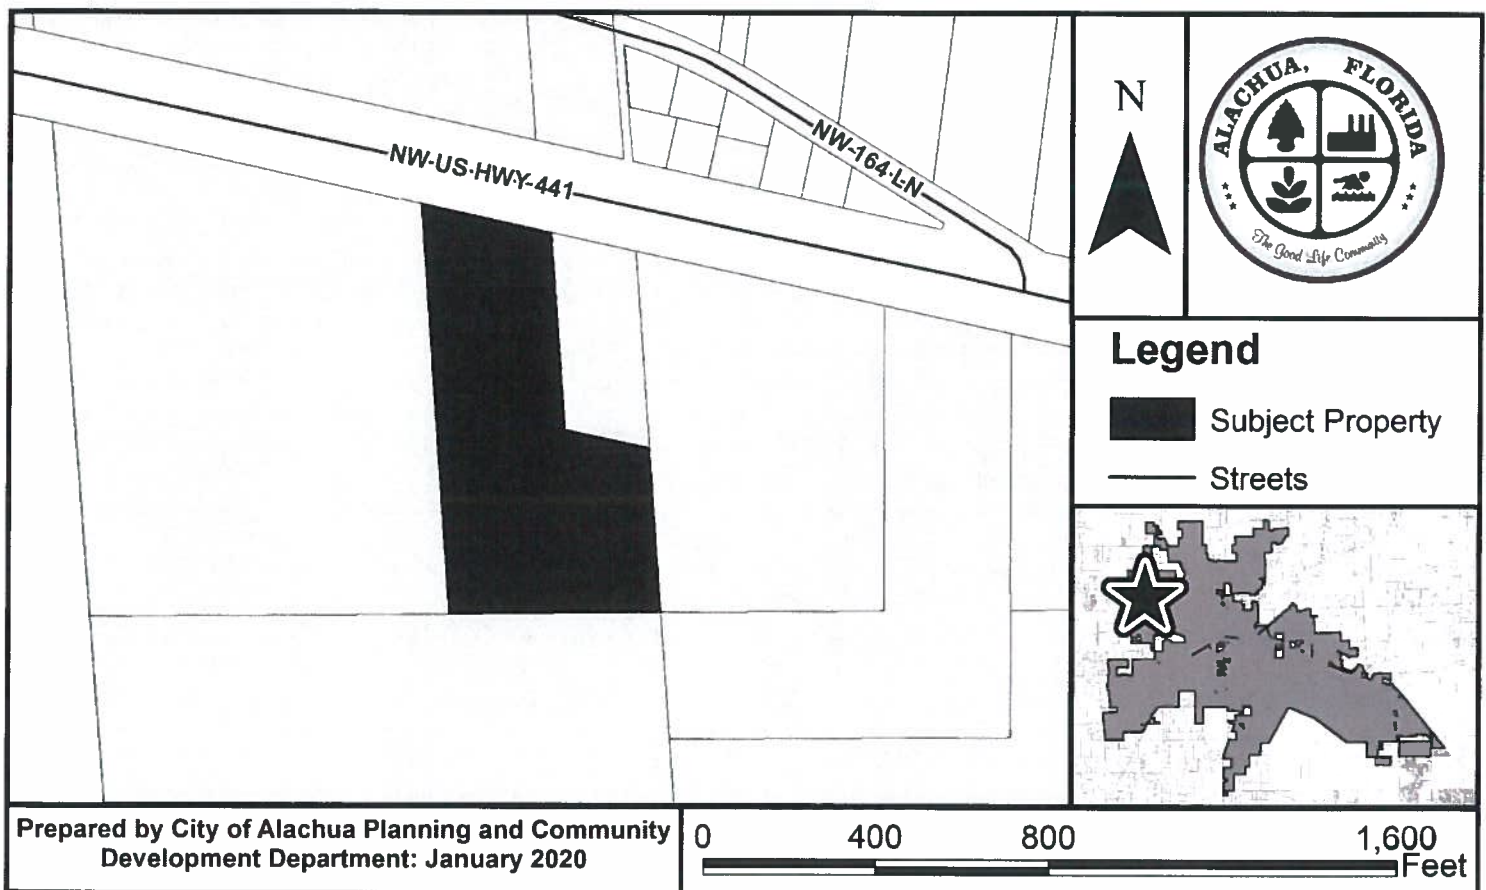 NW-US-HWY-441
NW-164-LN
N
ALACHUA, FLORIDA
The Good Life Community
Legend
Subject Property
Streets
Prepared by City of Alachua Planning and Community
Development Department: January 2020
0 400 800 1,600
Feet